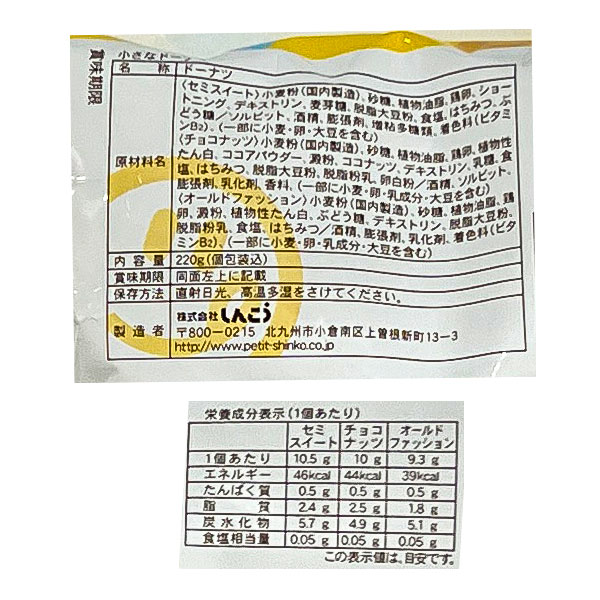 小さなドーナツ
賞味期限
名称 ドーナツ
原材料名
(セミスイート)小麦粉(国内製造)、砂糖、植物油脂、鶏卵、ショー
トニング、デキストリン、麦芽糖、脱脂大豆粉、食塩、はちみつ、ぶ
どう糖/ソルビット、酒精、膨張剤、増粘多糖類、着色料(ビタミ
ンB₂)、(一部に小麦・卵・大豆を含む)
(チョコナッツ)小麦粉(国内製造)、砂糖、植物油脂、鶏卵、植物性
たん白、ココアパウダー、澱粉、ココナッツ、デキストリン、乳糖、食
塩、はちみつ、脱脂大豆粉、脱脂粉乳、卵白粉/酒精、ソルビット、
膨張剤、乳化剤、香料、(一部に小麦・卵・乳成分・大豆を含む)
(オールドファッション)小麦粉(国内製造)、砂糖、植物油脂、鶏
卵、澱粉、植物性たん白、ぶどう糖、デキストリン、脱脂大豆粉、
脱脂粉乳、食塩、はちみつ/酒精、膨張剤、乳化剤、着色料(ビタ
ミンB₂)、(一部に小麦・卵・乳成分・大豆を含む)
内容量 220g(個包装込)
賞味期限 同面左上に記載
保存方法 直射日光、高温多湿をさけてください。
製造者
株式会社しんこう
〒800-0215 北九州市小倉南区上曽根新町13-3
http://www.petit-shinko.co.jp
栄養成分表示(1個あたり)
セミスイート チョコナッツ オールドファッション
1個あたり 10.5 g 10 g 9.3 g
エネルギー 46kcal 44kcal 39kcal
たんぱく質 0.5 g 0.5 g 0.5 g
脂質 2.4 g 2.5 g 1.8 g
炭水化物 5.7 g 4.9 g 5.1 g
食塩相当量 0.05 g 0.05 g 0.05 g
この表示値は、目安です。